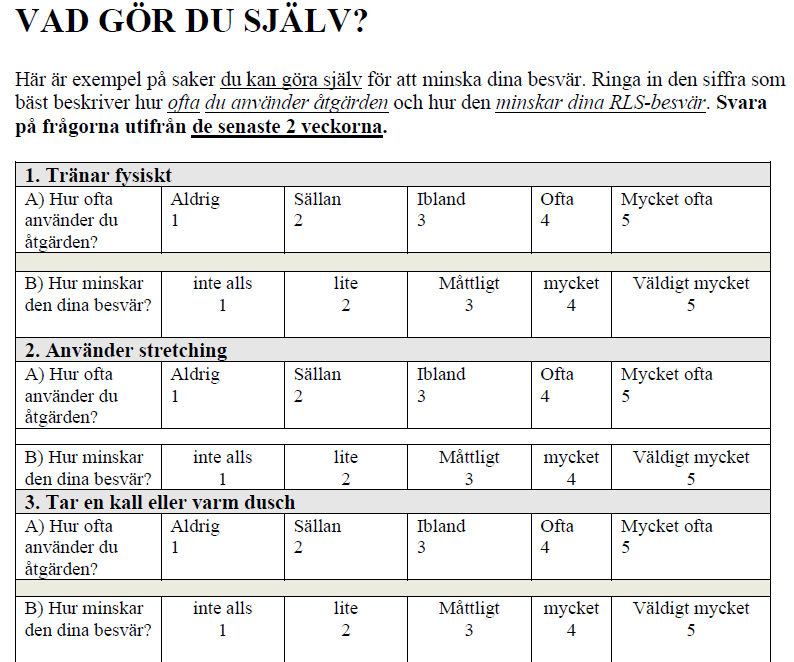 VAD GÖR DU SJÄLV?
Här är exempel på saker du kan göra själv för att minska dina besvär. Ringa in den siffra som
bäst beskriver hur ofta du använder åtgärden och hur den minskar dina RLS-besvär. Svara
på frågorna utifrån de senaste 2 veckorna.
1. Tränar fysiskt
A) Hur ofta Aldrig Sällan Ibland Ofta Mycket ofta
använder du 1 2 3 4 5
åtgärden?
B) Hur minskar inte alls lite Måttligt mycket Väldigt mycket
den dina besvär? 1 2 3 4 5
2. Använder stretching
A) Hur ofta Aldrig Sällan Ibland Ofta Mycket ofta
använder du 1 2 3 4 5
åtgärden?
B) Hur minskar inte alls lite Måttligt mycket Väldigt mycket
den dina besvär? 1 2 3 4 5
3. Tar en kall eller varm dusch
A) Hur ofta Aldrig Sällan Ibland Ofta Mycket ofta
använder du 1 2 3 4 5
åtgärden?
B) Hur minskar inte alls lite Måttligt mycket Väldigt mycket
den dina besvär? 1 2 3 4 5